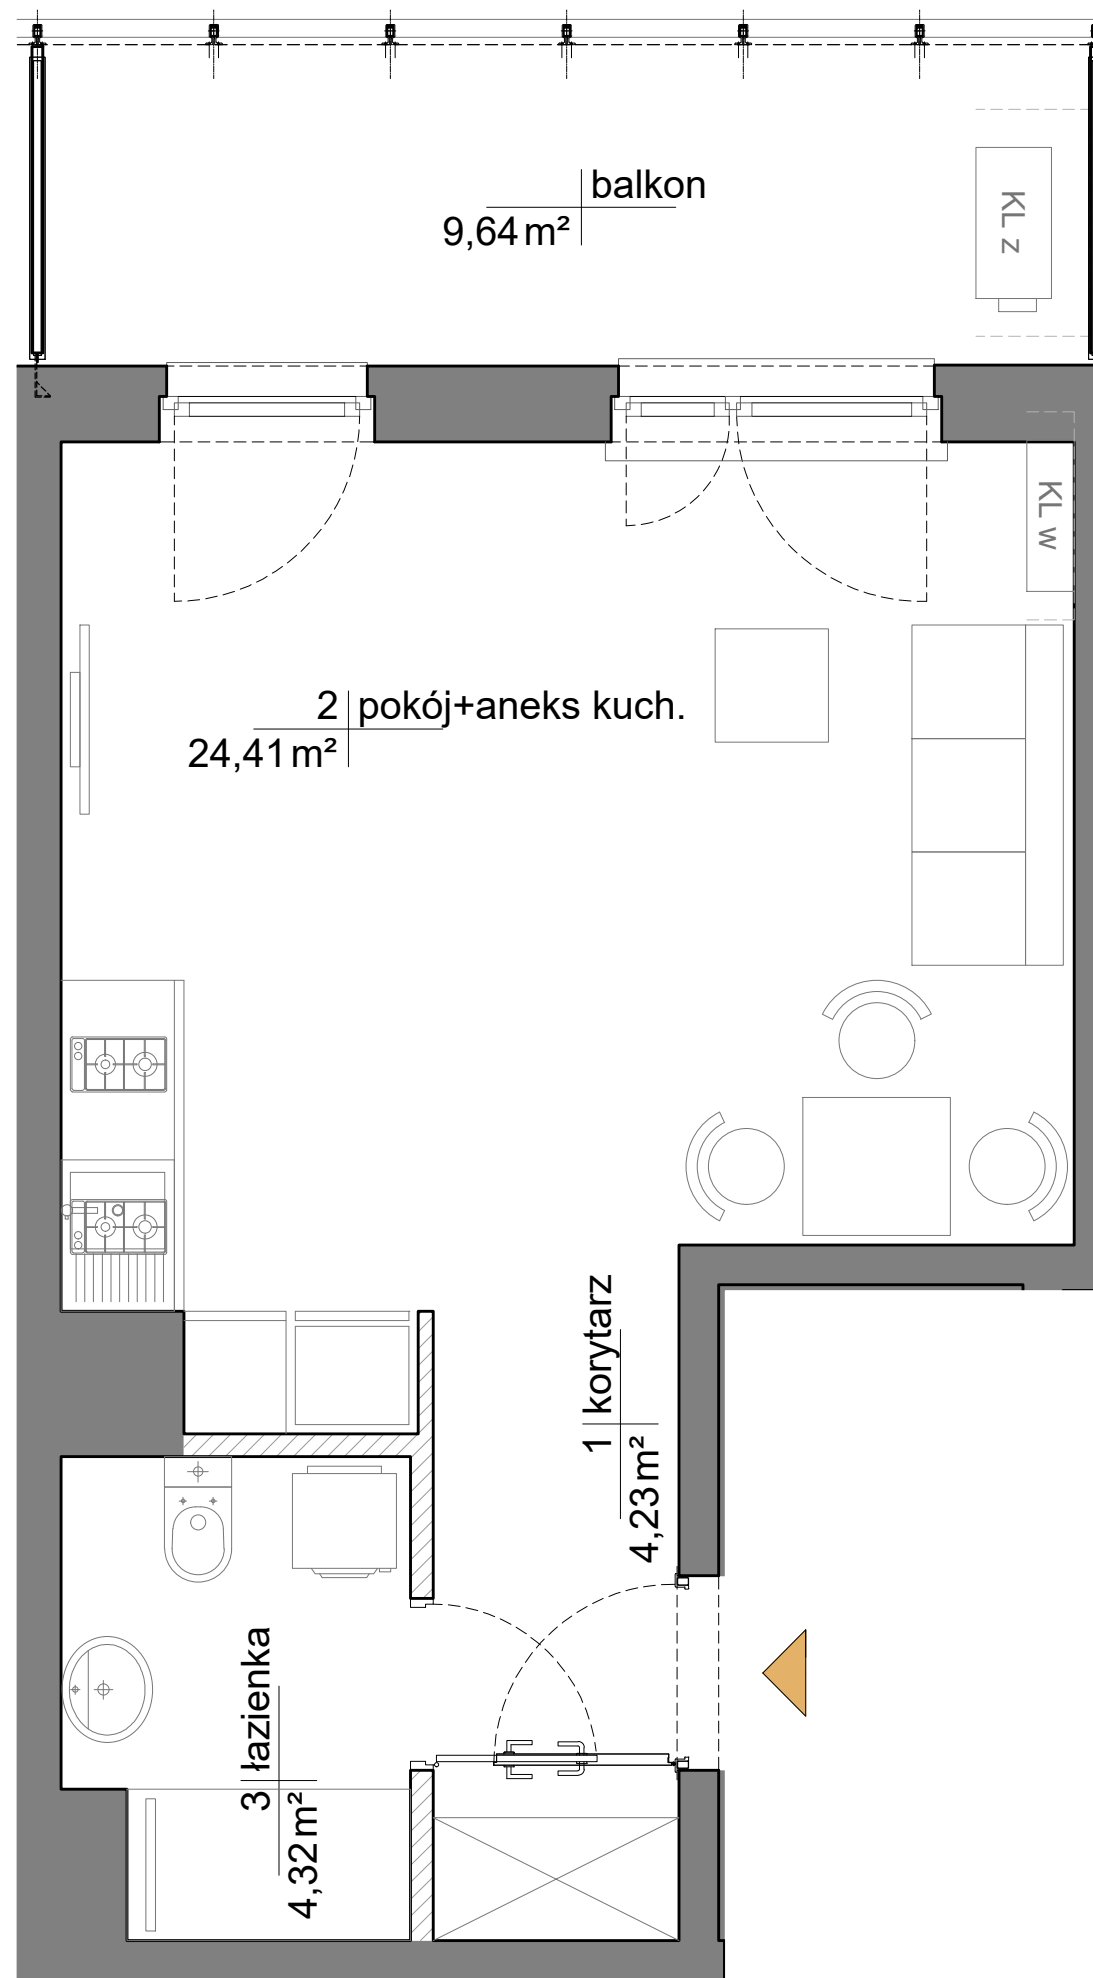 balkon
9,64 m²
KL z
KL w
2 pokój+aneks kuch.
24,41 m²
1 korytarz
4,23 m²
3 łazienka
4,32 m²